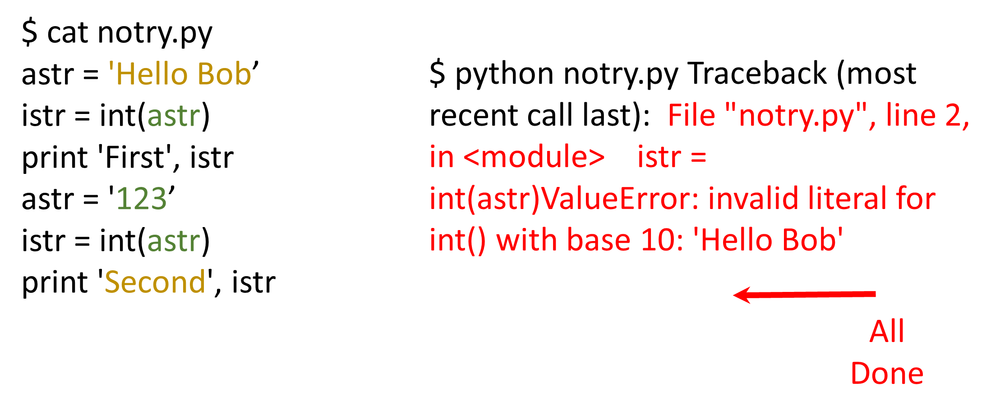 $ cat notry.py
astr = 'Hello Bob’
istr = int(astr)
print 'First', istr
astr = '123’
istr = int(astr)
print 'Second', istr
$ python notry.py Traceback (most
recent call last):  File "notry.py", line 2,
in <module>    istr =
int(astr)ValueError: invalid literal for
int() with base 10: 'Hello Bob'
All
Done